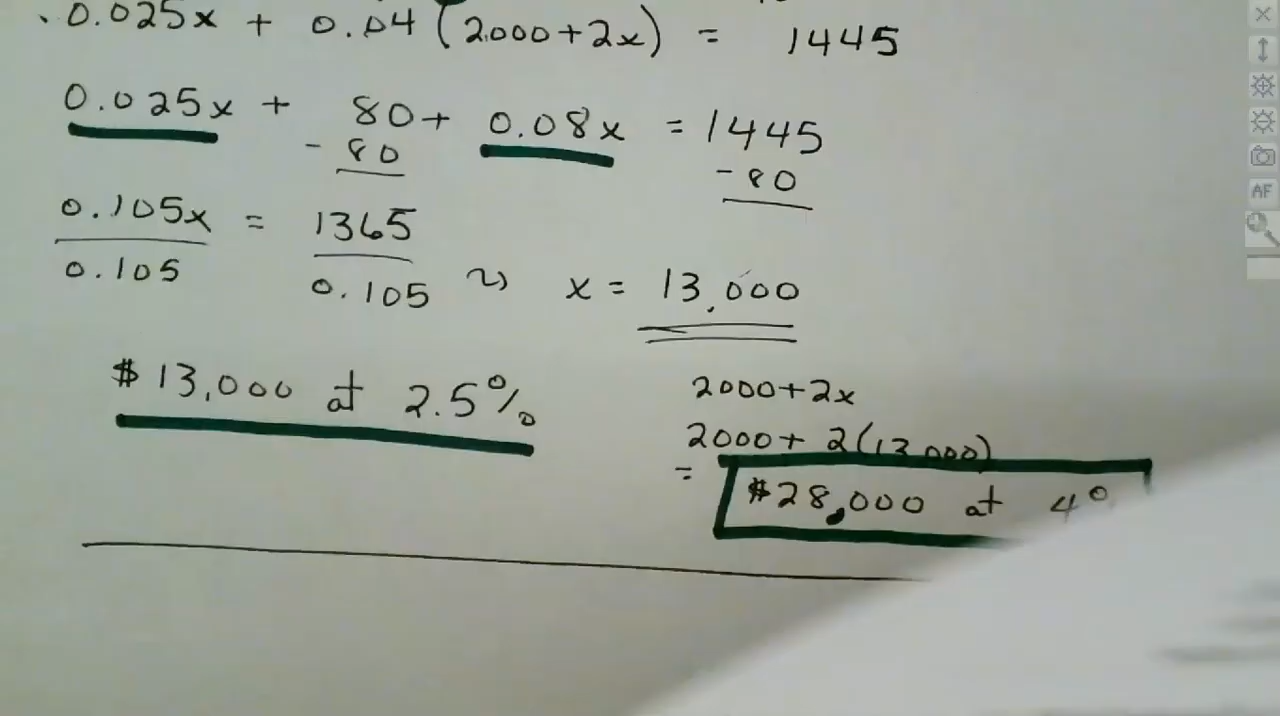 0.025x + 0.04 (2000+2x) = 1445
0.025x + 80 + 0.08x = 1445
- 80 - 80
0.105x = 1365
0.105 0.105 x = 13,000
$13,000 at 2.5%
2000+2x
2000+ 2(13,000)
= $28,000 at 4%
AF